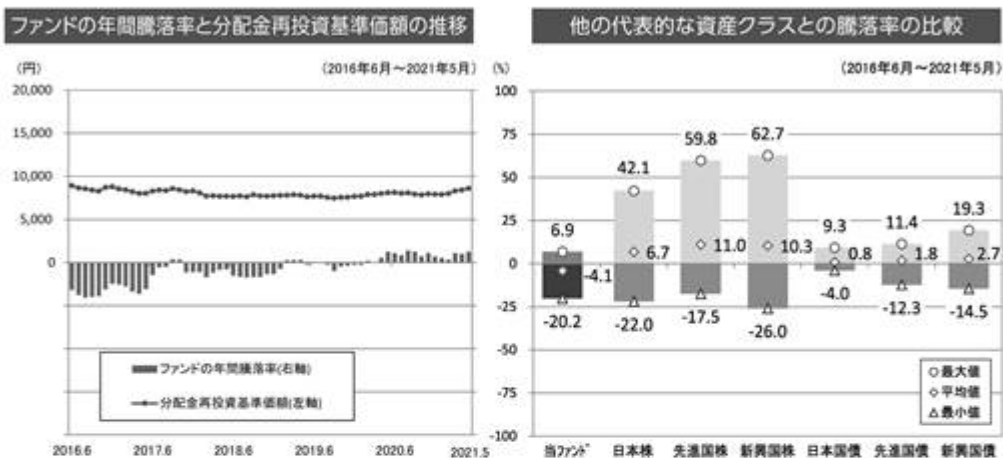 ファンドの年間騰落率と分配金再投資基準価額の推移
(円)
(2016年6月～2021年5月)
20,000
15,000
10,000
5,000
0
ファンドの年間騰落率(右軸)
分配金再投資基準価額(左軸)
2016.6
2017.6
2018.6
2019.6
2020.6
2021.5
他の代表的な資産クラスとの騰落率の比較
(%)
(2016年6月～2021年5月)
100
75
50
25
0
-25
-50
-75
-100
6.9
-4.1
-20.2
42.1
6.7
-22.0
59.8
11.0
-17.5
62.7
10.3
-26.0
9.3
0.8
-4.0
11.4
1.8
-12.3
19.3
2.7
-14.5
最大値
平均値
最小値
当ファンド
日本株
先進国株
新興国株
日本国債
先進国債
新興国債